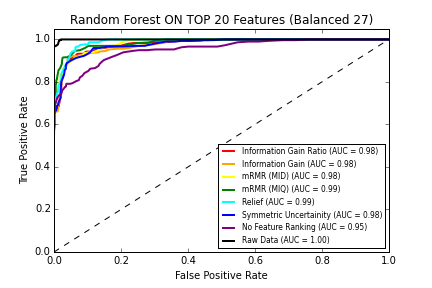 Random Forest ON TOP 20 Features (Balanced 27)
1.0
0.8
0.6
0.4
0.2
0.0
True Positive Rate
Information Gain Ratio (AUC = 0.98)
Information Gain (AUC = 0.98)
mRMR (MID) (AUC = 0.98)
mRMR (MIQ) (AUC = 0.99)
Relief (AUC = 0.99)
Symmetric Uncertainity (AUC = 0.98)
No Feature Ranking (AUC = 0.95)
Raw Data (AUC = 1.00)
0.0 0.2 0.4 0.6 0.8 1.0
False Positive Rate